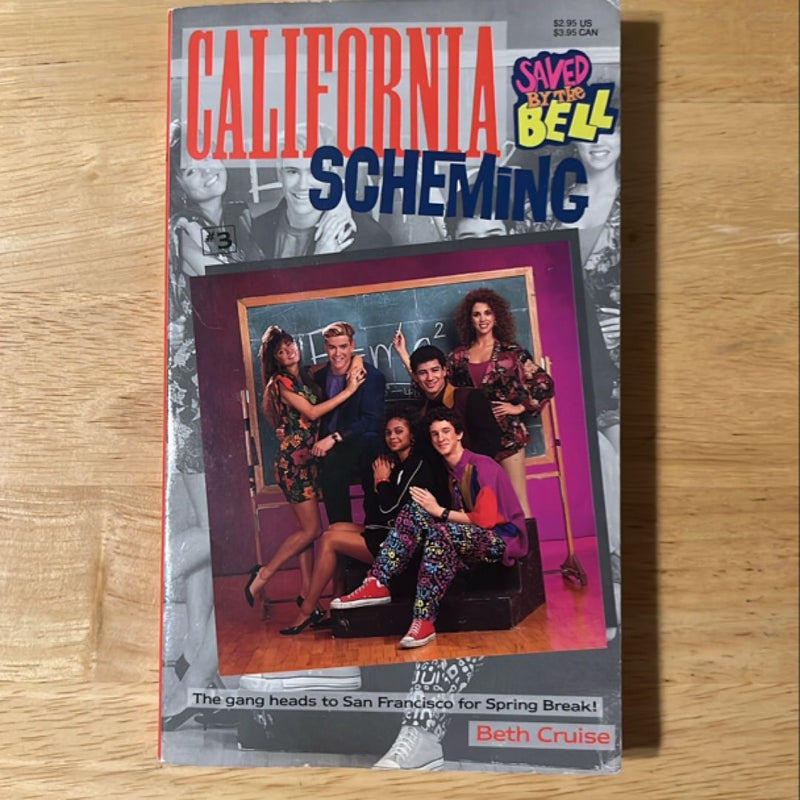 $2.95 US
$3.95 CAN
CALIFORNIA
SAVED
BY THE
BELL
SCHEMING
#3
The gang heads to San Francisco for Spring Break!
Beth Cruise